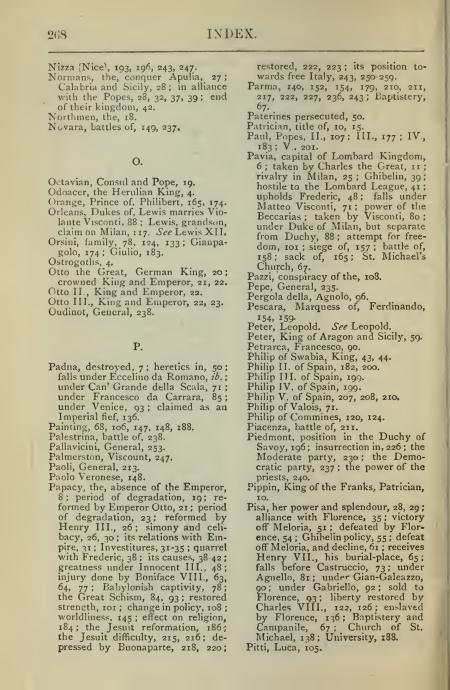 268
INDEX.
Nizza (Nice), 193, 196, 243, 247.
Normans, the, conquer Apulia, 27;
Calabria and Sicily, 28; in alliance
with the Popes, 28, 32, 37, 39; end
of their kingdom, 42.
Northmen, the, 18.
Novara, battles of, 149, 237.
O.
Octavian, Consul and Pope, 19.
Odoacer, the Herulian King, 4.
Orange, Prince of, Philibert, 165, 174.
Orleans, Dukes of, Lewis marries Vio-
lante Visconti, 88; Lewis, grandson,
claim on Milan, 117. See Lewis XII.
Orsini, family, 78, 124, 133; Gianpa-
golo, 174; Giulio, 183.
Ostrogoths, 4.
Otto the Great, German King, 20;
crowned King and Emperor, 21, 22.
Otto II., King and Emperor, 22.
Otto III., King and Emperor, 22, 23.
Oudinot, General, 238.
P.
Padua, destroyed, 7; heretics in, 50;
falls under Eccelino da Romano, ib.;
under Can' Grande della Scala, 71;
under Francesco da Carrara, 85;
under Venice, 93; claimed as an
Imperial fief, 136.
Painting, 68, 106, 147, 148, 188.
Palestrina, battle of, 238.
Pallavicini, General, 253.
Palmerston, Viscount, 247.
Paoli, General, 213.
Paolo Veronese, 148.
Papacy, the, absence of the Emperor,
8; period of degradation, 19; re-
formed by Emperor Otto, 21; period
of degradation, 23; reformed by
Henry III., 26; simony and celi-
bacy, 26, 30; its relations with Em-
pire, 31; Investitures, 31-35; quarrel
with Frederic, 38; its causes, 38-42;
greatness under Innocent III., 48;
injury done by Boniface VIII., 63,
64, 77; Babylonish captivity, 78;
the Great Schism, 84, 93; restored
strength, 101; change in policy, 108;
worldliness, 145; effect on religion,
184; the Jesuit reformation, 186;
the Jesuit difficulty, 215, 216; de-
pressed by Buonaparte, 218, 220;
restored, 222, 223; its position to-
wards free Italy, 243, 250-259.
Parma, 140, 152, 154, 179, 210, 211,
217, 222, 227, 236, 243; Baptistery,
67.
Paterines persecuted, 50.
Patrician, title of, 10, 15.
Paul, Popes, II., 107; III., 177; IV.,
183; V., 201.
Pavia, capital of Lombard Kingdom,
6; taken by Charles the Great, 11;
rivalry in Milan, 25; Ghibelin, 39;
hostile to the Lombard League, 41;
upholds Frederic, 48; falls under
Matteo Visconti, 71; power of the
Beccarias; taken by Visconti, 80;
under Duke of Milan, but separate
from Duchy, 88; attempt for free-
dom, 101; siege of, 157; battle of,
158; sack of, 165; St. Michael's
Church, 67.
Pazzi, conspiracy of the, 108.
Pepe, General, 235.
Pergola della, Agnolo, 96.
Pescara, Marquess of, Ferdinando,
154, 159.
Peter, Leopold. See Leopold.
Peter, King of Aragon and Sicily, 59.
Petrarca, Francesco, 90.
Philip of Swabia, King, 43, 44.
Philip II. of Spain, 182, 200.
Philip III. of Spain, 199.
Philip IV. of Spain, 199.
Philip V. of Spain, 207, 208, 210.
Philip of Valois, 71.
Philip of Commines, 120, 124.
Piacenza, battle of, 211.
Piedmont, position in the Duchy of
Savoy, 196; insurrection in, 226; the
Moderate party, 230; the Demo-
cratic party, 237; the power of the
priests, 240.
Pippin, King of the Franks, Patrician,
10.
Pisa, her power and splendour, 28, 29;
alliance with Florence, 35; victory
off Meloria, 51; defeated by Flor-
ence, 54; Ghibelin policy, 55; defeat
off Meloria, and decline, 61; receives
Henry VII., his burial-place, 65;
falls before Castruccio, 73; under
Agnello, 81; under Gian-Galeazzo,
90; under Gabriello, 92; sold to
Florence, 93; liberty restored by
Charles VIII., 122, 126; enslaved
by Florence, 136; Baptistery and
Campanile, 67; Church of St.
Michael, 138; University, 188.
Pitti, Luca, 105.